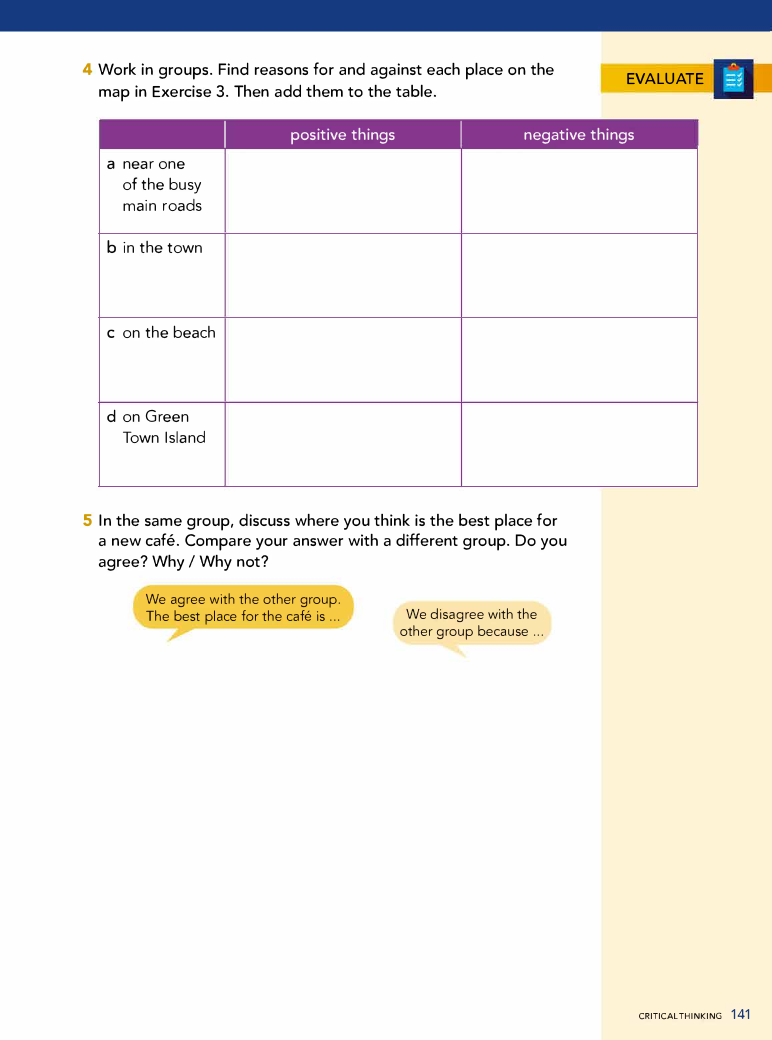 4 Work in groups. Find reasons for and against each place on the
map in Exercise 3. Then add them to the table.
EVALUATE
positive things negative things
a near one
of the busy
main roads
b in the town
c on the beach
d on Green
Town Island
5 In the same group, discuss where you think is the best place for
a new café. Compare your answer with a different group. Do you
agree? Why / Why not?
We agree with the other group.
The best place for the café is ...
We disagree with the
other group because ...
CRITICAL THINKING 141